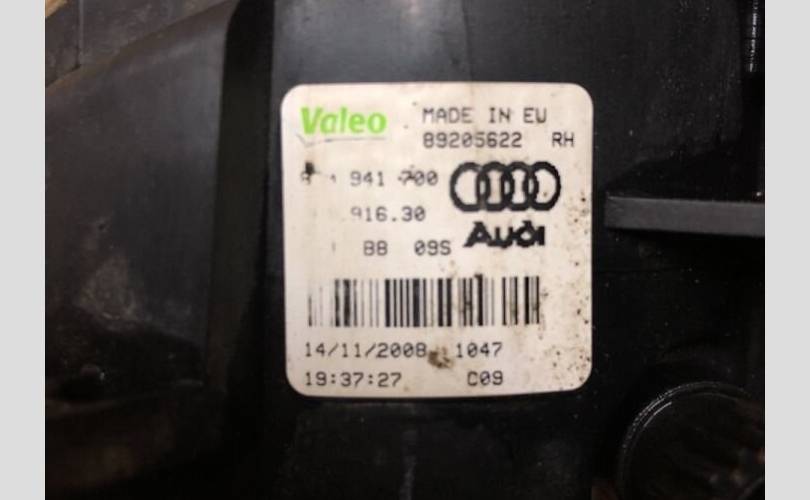 Valeo MADE IN EU
89205622 RH
941 700
916.30
Audi
88 09S
14/11/2008 1047
19:37:27 C09